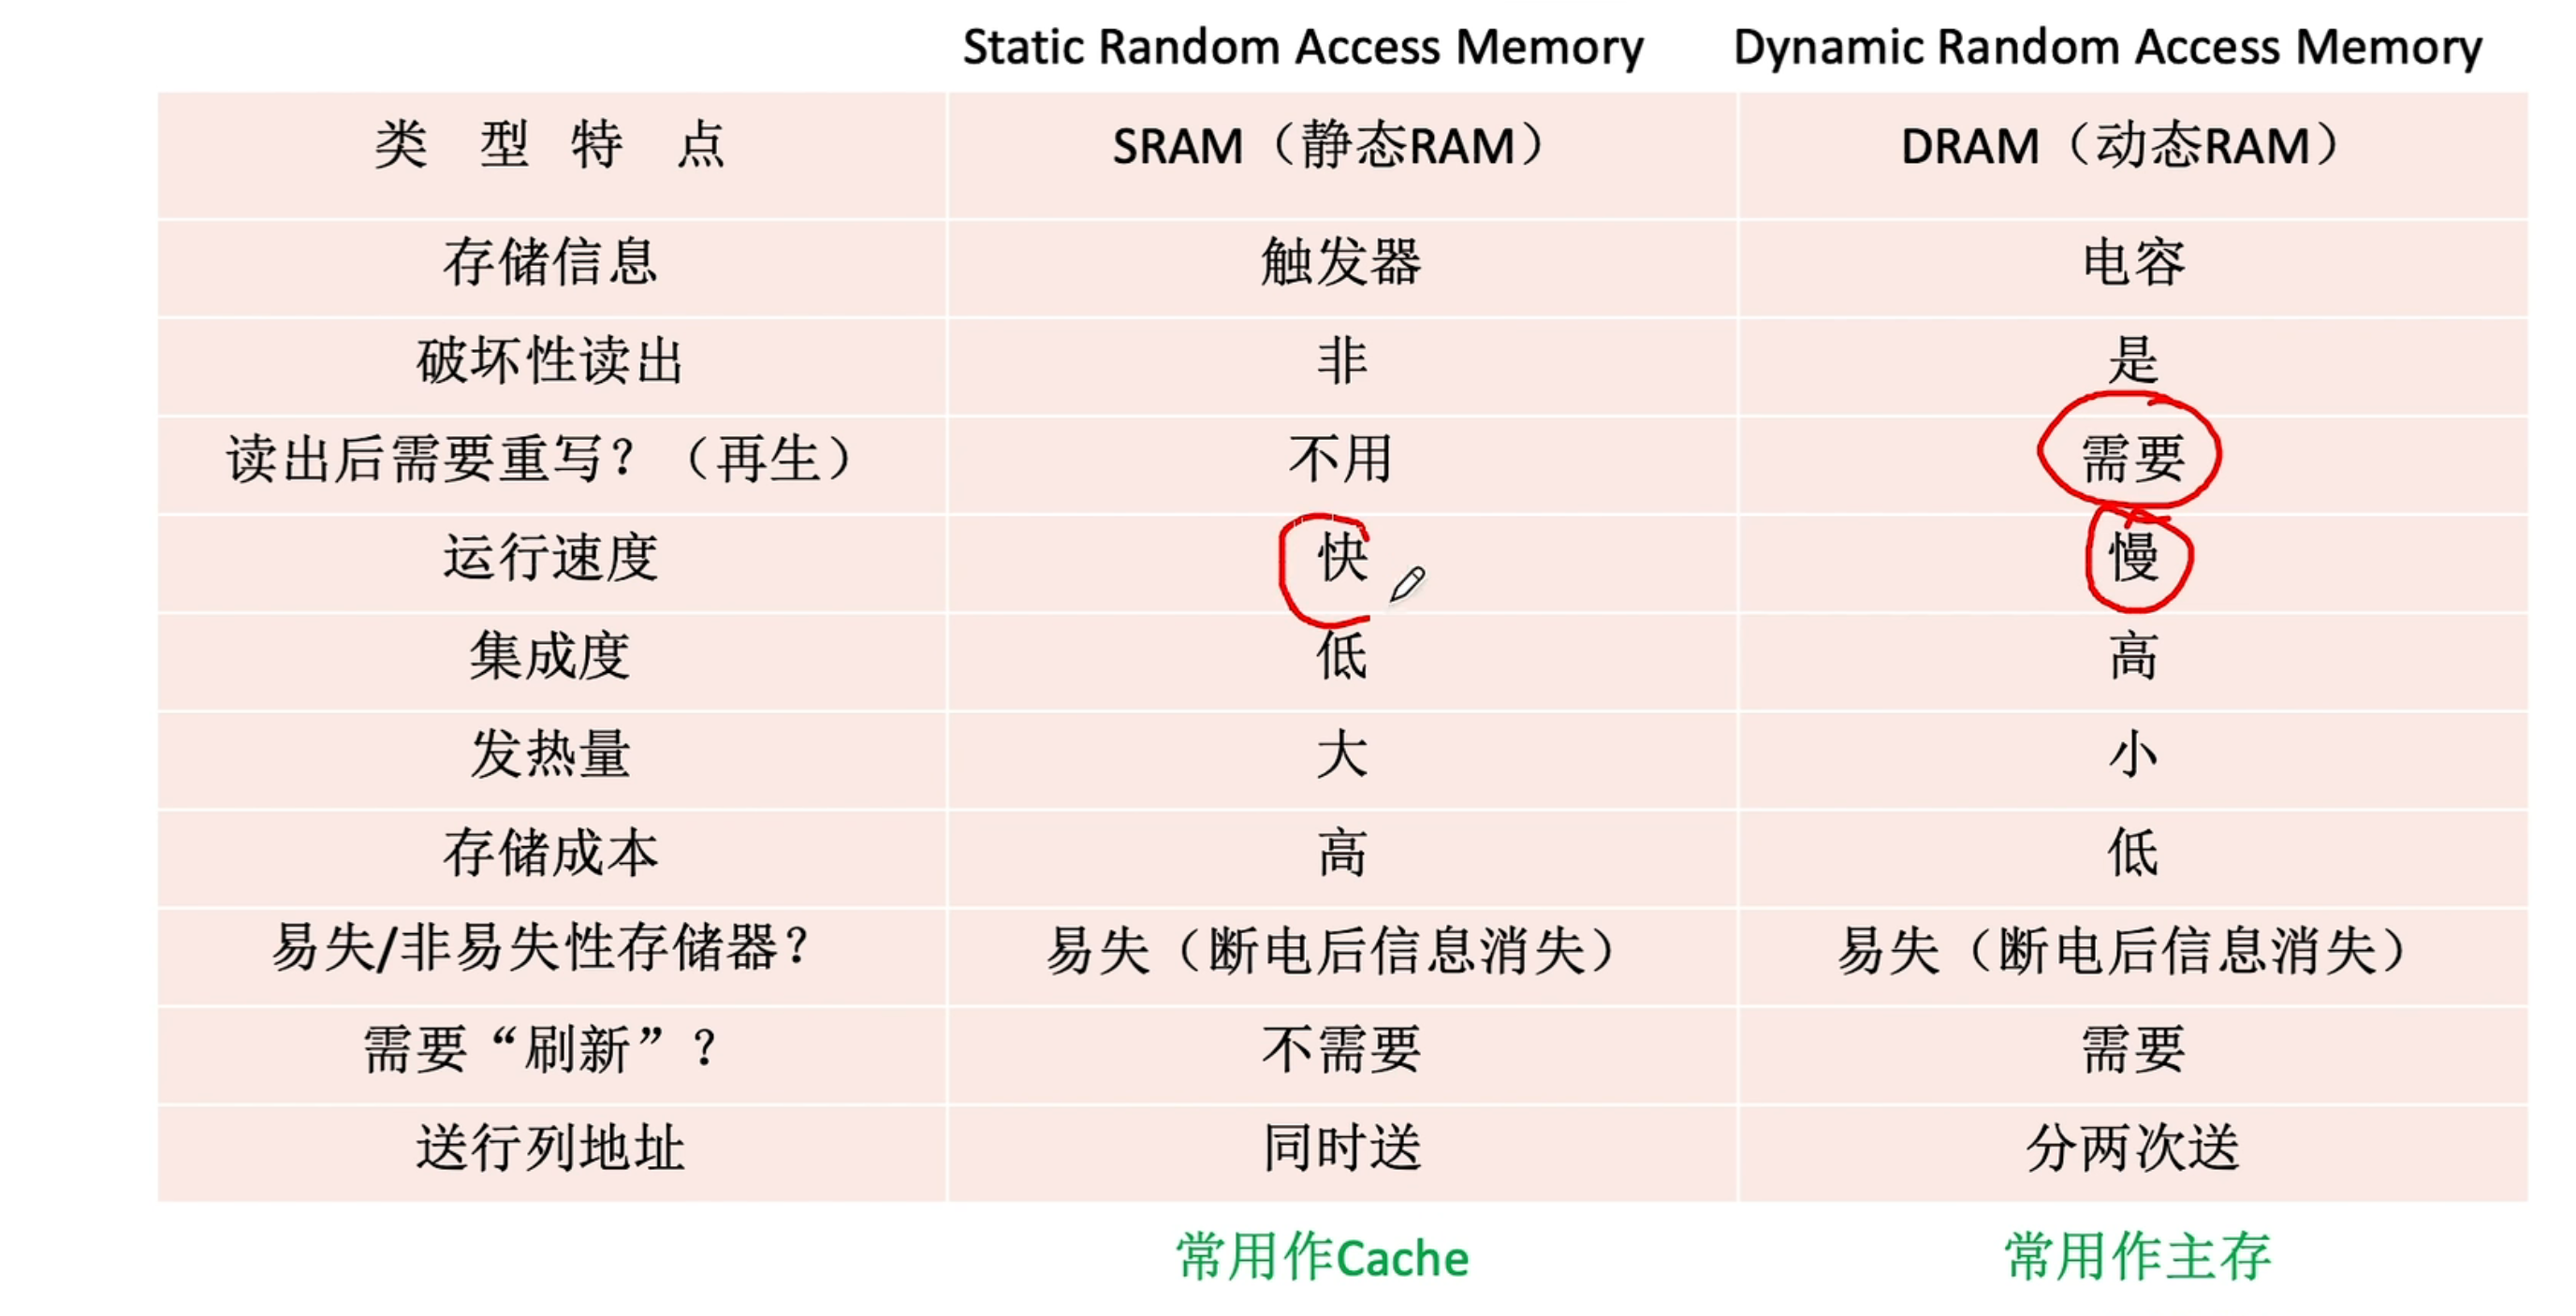 Static Random Access Memory Dynamic Random Access Memory
类 型 特 点 SRAM（静态RAM） DRAM（动态RAM）
存储信息 触发器 电容
破坏性读出 非 是
读出后需要重写？（再生） 不用 需要
运行速度 快 慢
集成度 低 高
发热量 大 小
存储成本 高 低
易失/非易失性存储器？ 易失（断电后信息消失） 易失（断电后信息消失）
需要“刷新”？ 不需要 需要
送行列地址 同时送 分两次送
常用作Cache 常用作主存